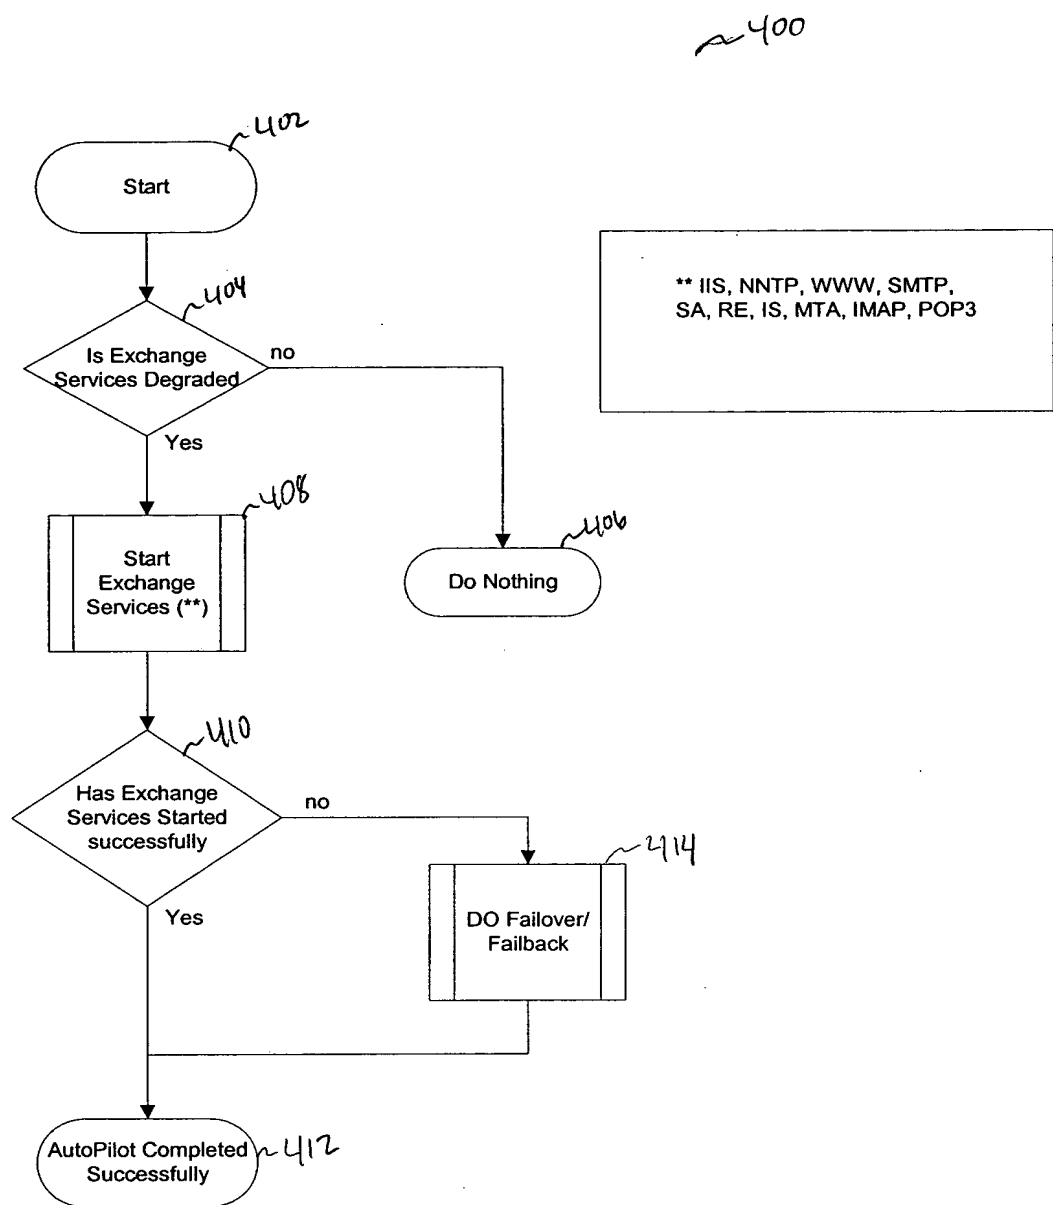 400
402
Start
404
Is Exchange
Services Degraded
no
Yes
** IIS, NNTP, WWW, SMTP,
SA, RE, IS, MTA, IMAP, POP3
408
Start
Exchange
Services (**)
406
Do Nothing
410
Has Exchange
Services Started
successfully
no
Yes
414
DO Failover/
Failback
AutoPilot Completed
Successfully
412